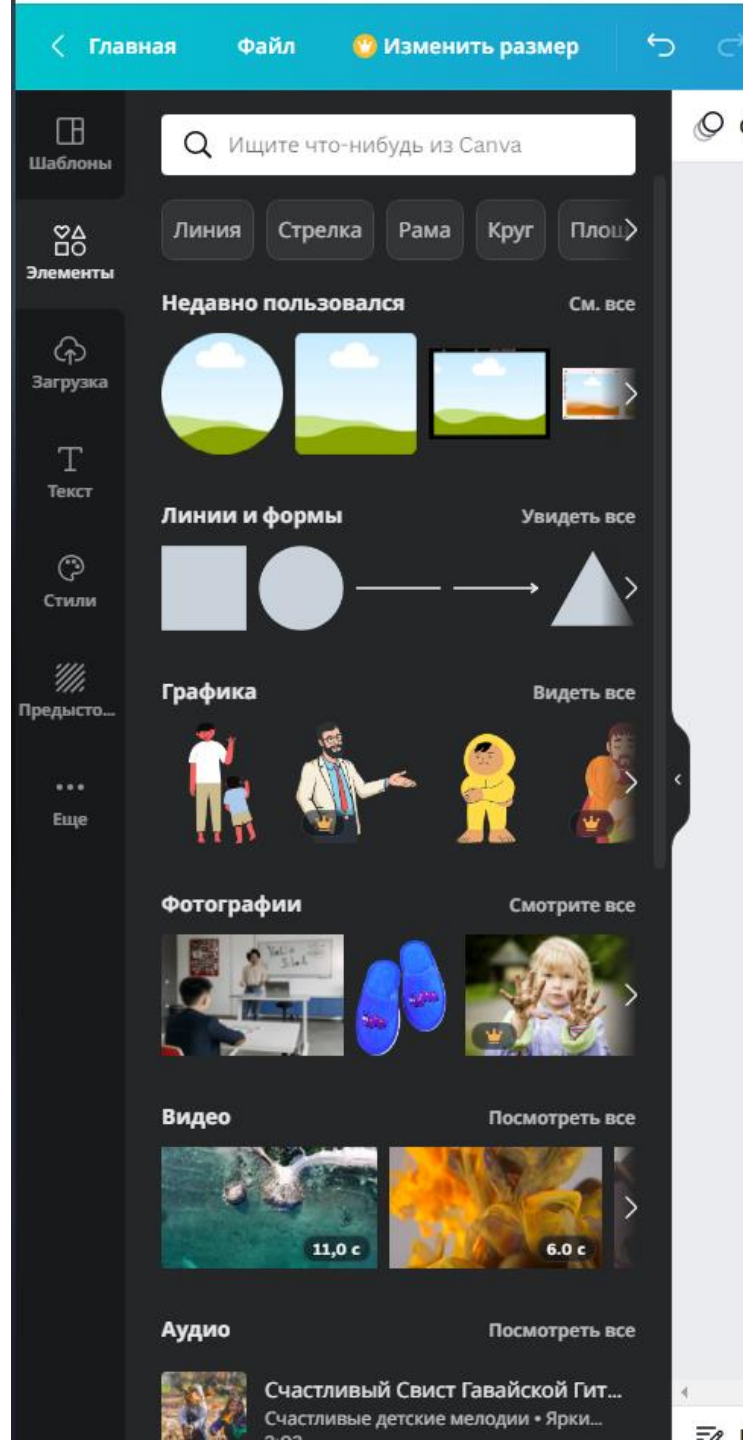 Главная Файл Изменить размер
Шаблоны
Элементы
Загрузка
Текст
Стили
Предысто...
Еще
Ищите что-нибудь из Canva
Линия Стрелка Рама Круг
Недавно пользовался См. все
Линии и формы Увидеть все
Графика Видеть все
Фотографии Смотрите все
Видео Посмотреть все
11,0 с 6.0 с
Аудио Посмотреть все
Счастливый Свист Гавайской Гит...
Счастливые детские мелодии • Ярки...